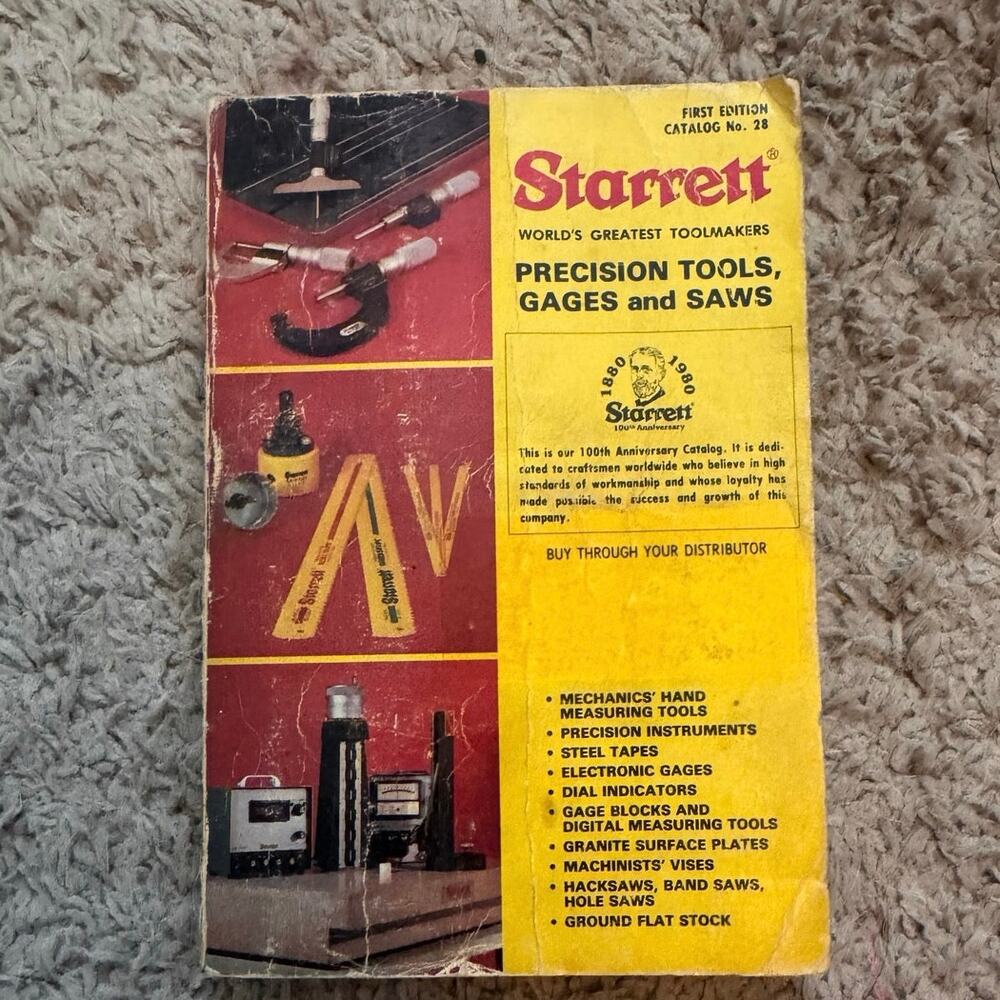 FIRST EDITION
CATALOG No. 28
Starrett®
WORLD'S GREATEST TOOLMAKERS
PRECISION TOOLS,
GAGES and SAWS
1880 1980
Starrett
100th Anniversary
This is our 100th Anniversary Catalog. It is dedi-
cated to craftsmen worldwide who believe in high
standards of workmanship and whose loyalty has
made possible the success and growth of this
company.
BUY THROUGH YOUR DISTRIBUTOR
• MECHANICS' HAND
MEASURING TOOLS
• PRECISION INSTRUMENTS
• STEEL TAPES
• ELECTRONIC GAGES
• DIAL INDICATORS
• GAGE BLOCKS AND
DIGITAL MEASURING TOOLS
• GRANITE SURFACE PLATES
• MACHINISTS' VISES
• HACKSAWS, BAND SAWS,
HOLE SAWS
• GROUND FLAT STOCK
Starrett
Starrett
Starrett